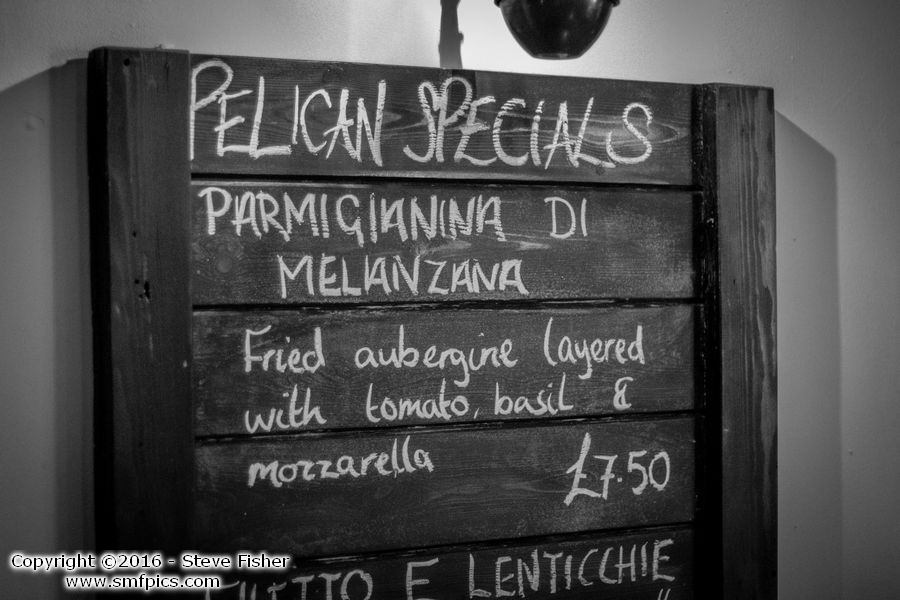 PELICAN SPECIALS
PARMIGIANINA DI
MELANZANA
Fried aubergine layered
with tomato, basil &
mozzarella £7.50
E LENTICCHIE
Copyright ©2016 - Steve Fisher
www.smfpics.com